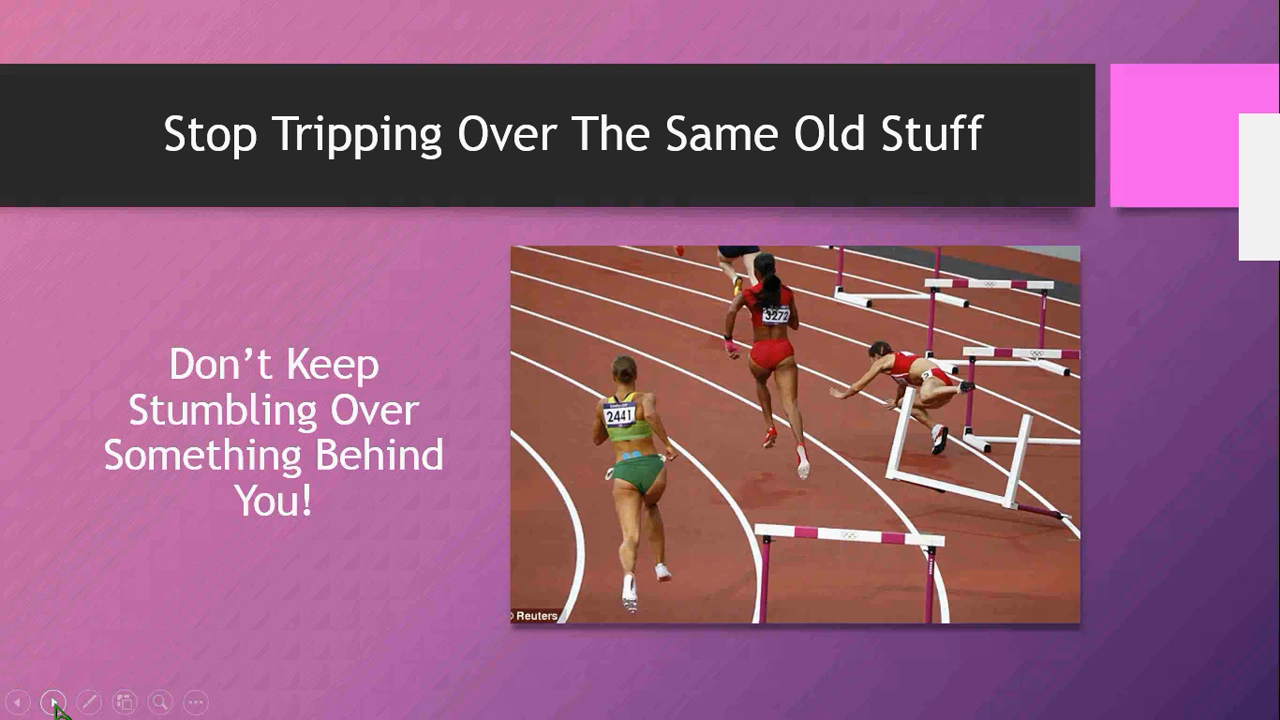 Stop Tripping Over The Same Old Stuff
Don’t Keep
Stumbling Over
Something Behind
You!
3272
2441
© Reuters